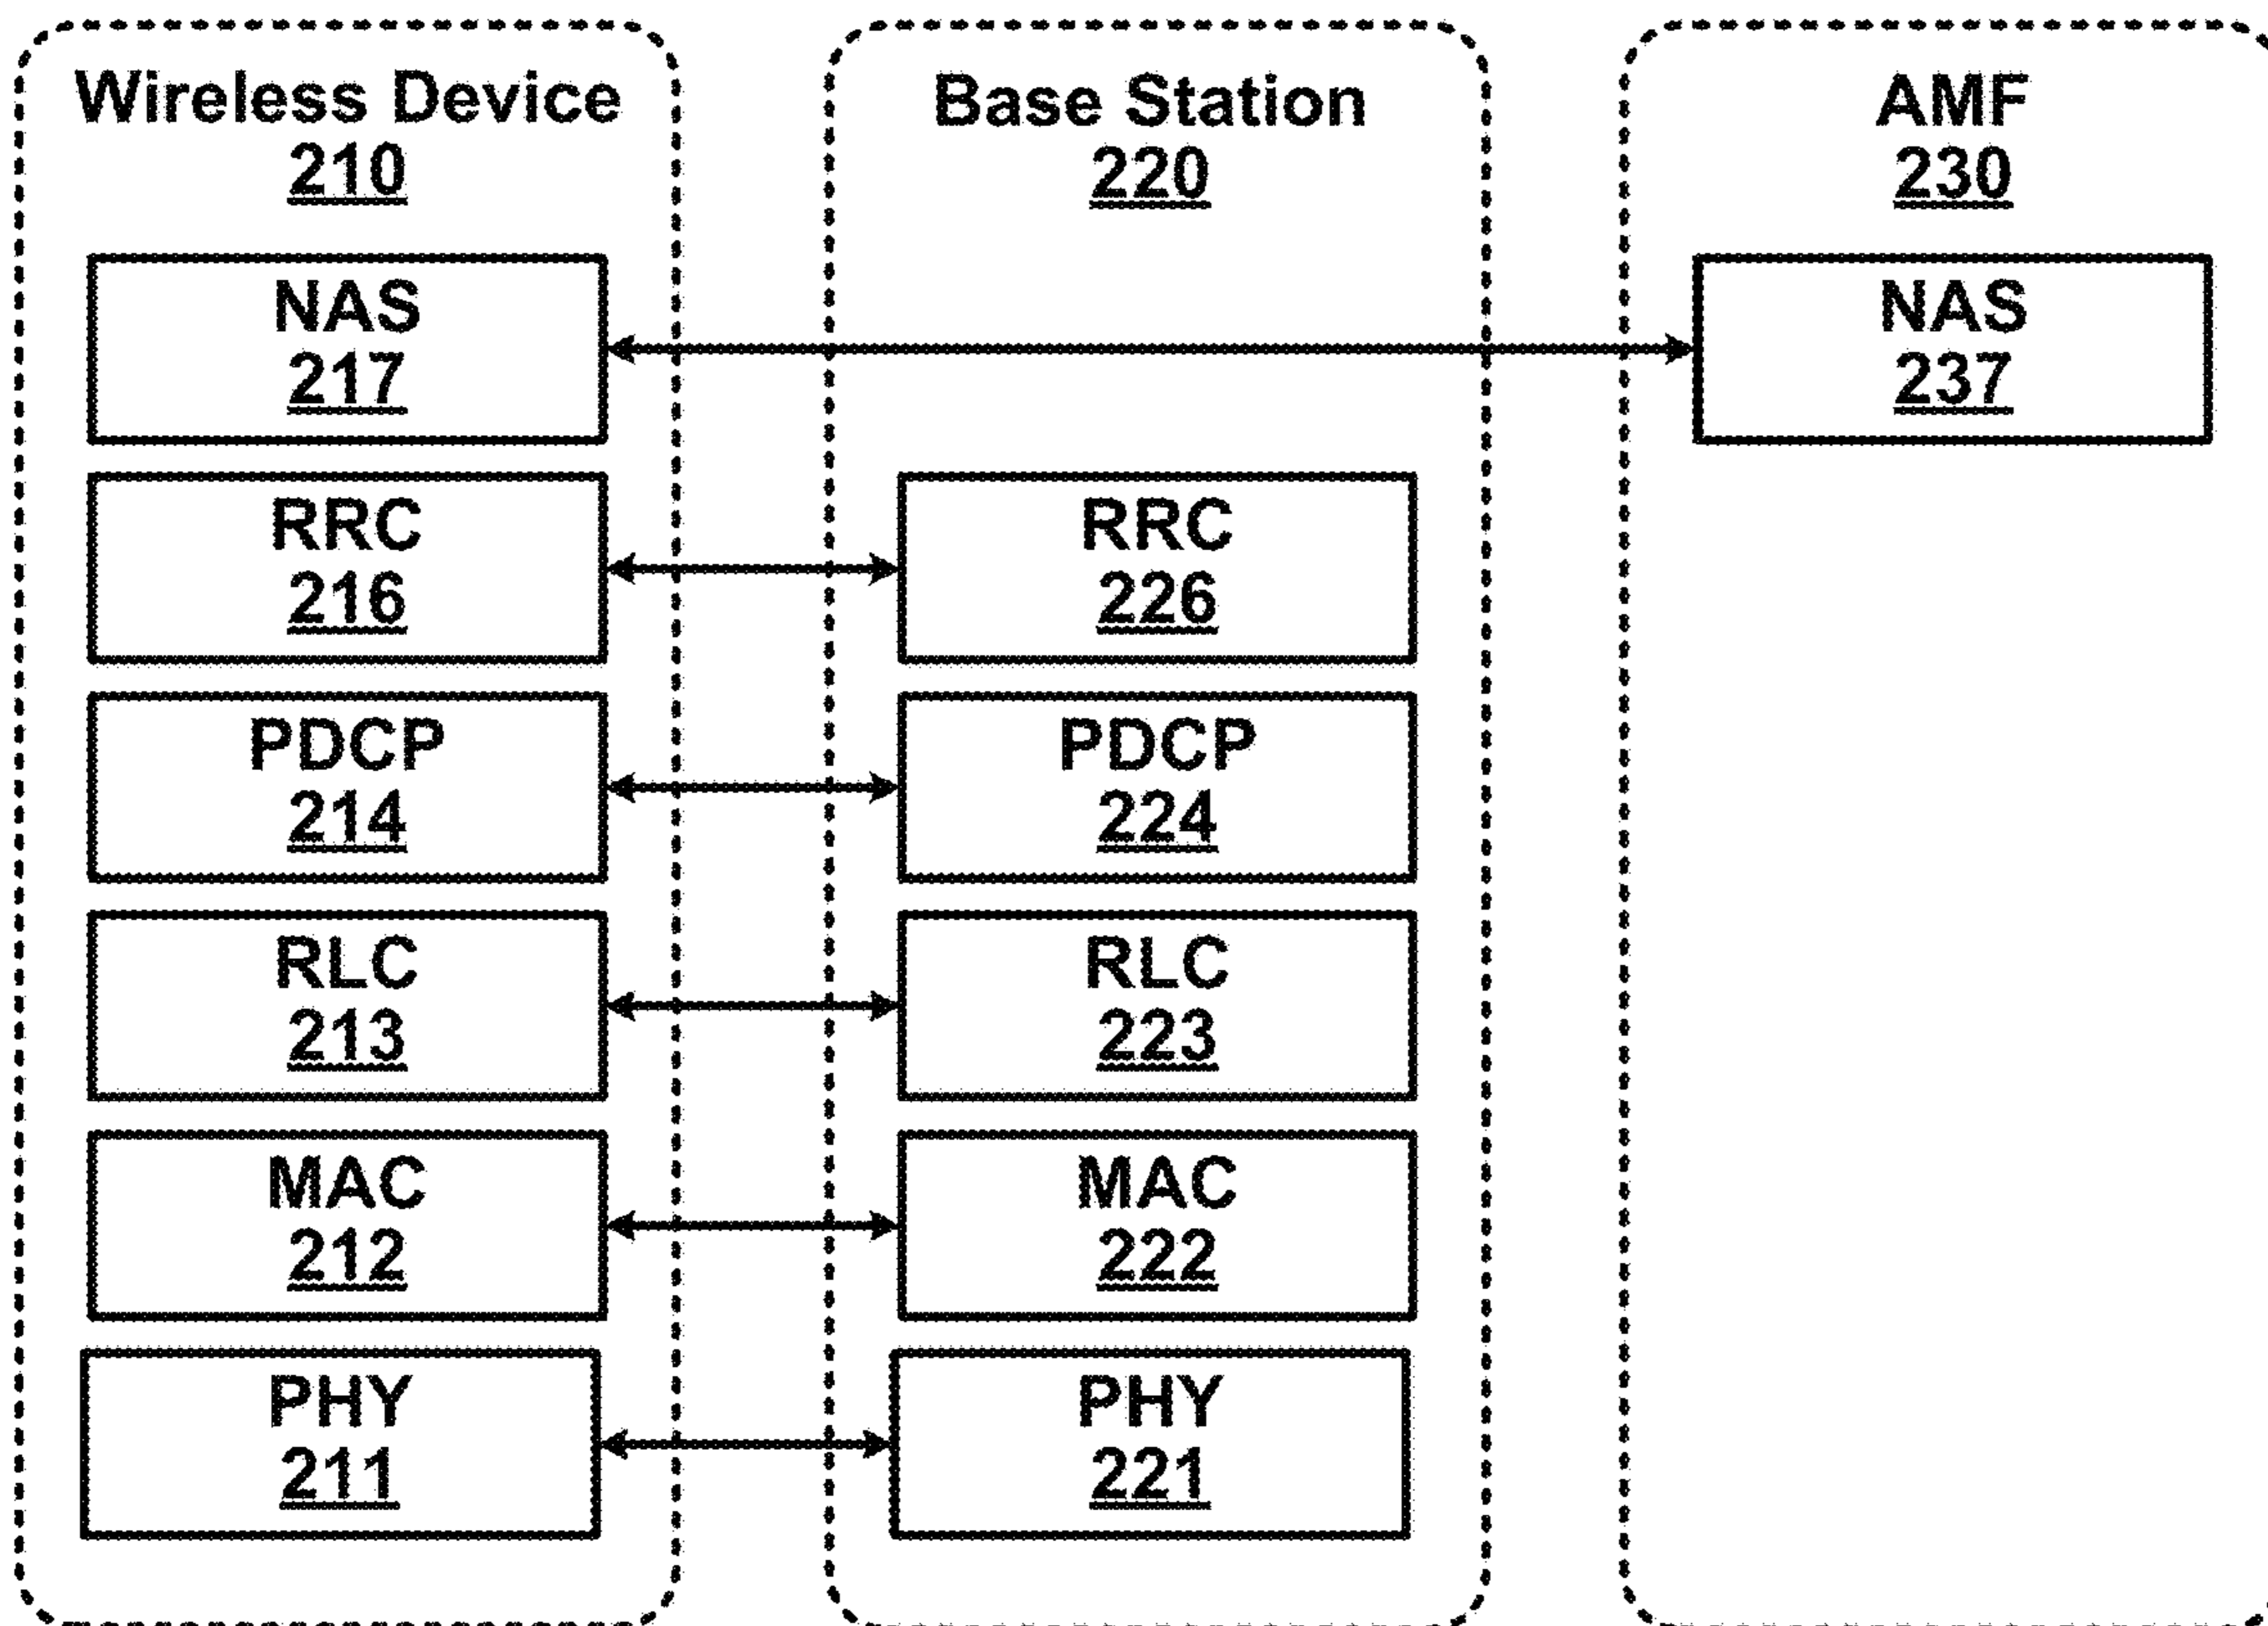 Wireless Device
210
Base Station
220
AMF
230
NAS
217
NAS
237
RRC
216
RRC
226
PDCP
214
PDCP
224
RLC
213
RLC
223
MAC
212
MAC
222
PHY
211
PHY
221